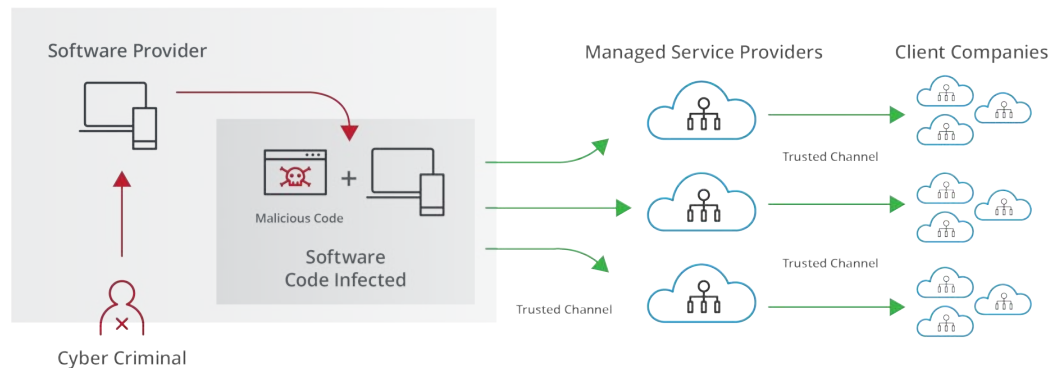 Software Provider
Managed Service Providers
Client Companies
Malicious Code
+
Software
Code Infected
Trusted Channel
Trusted Channel
Trusted Channel
Cyber Criminal